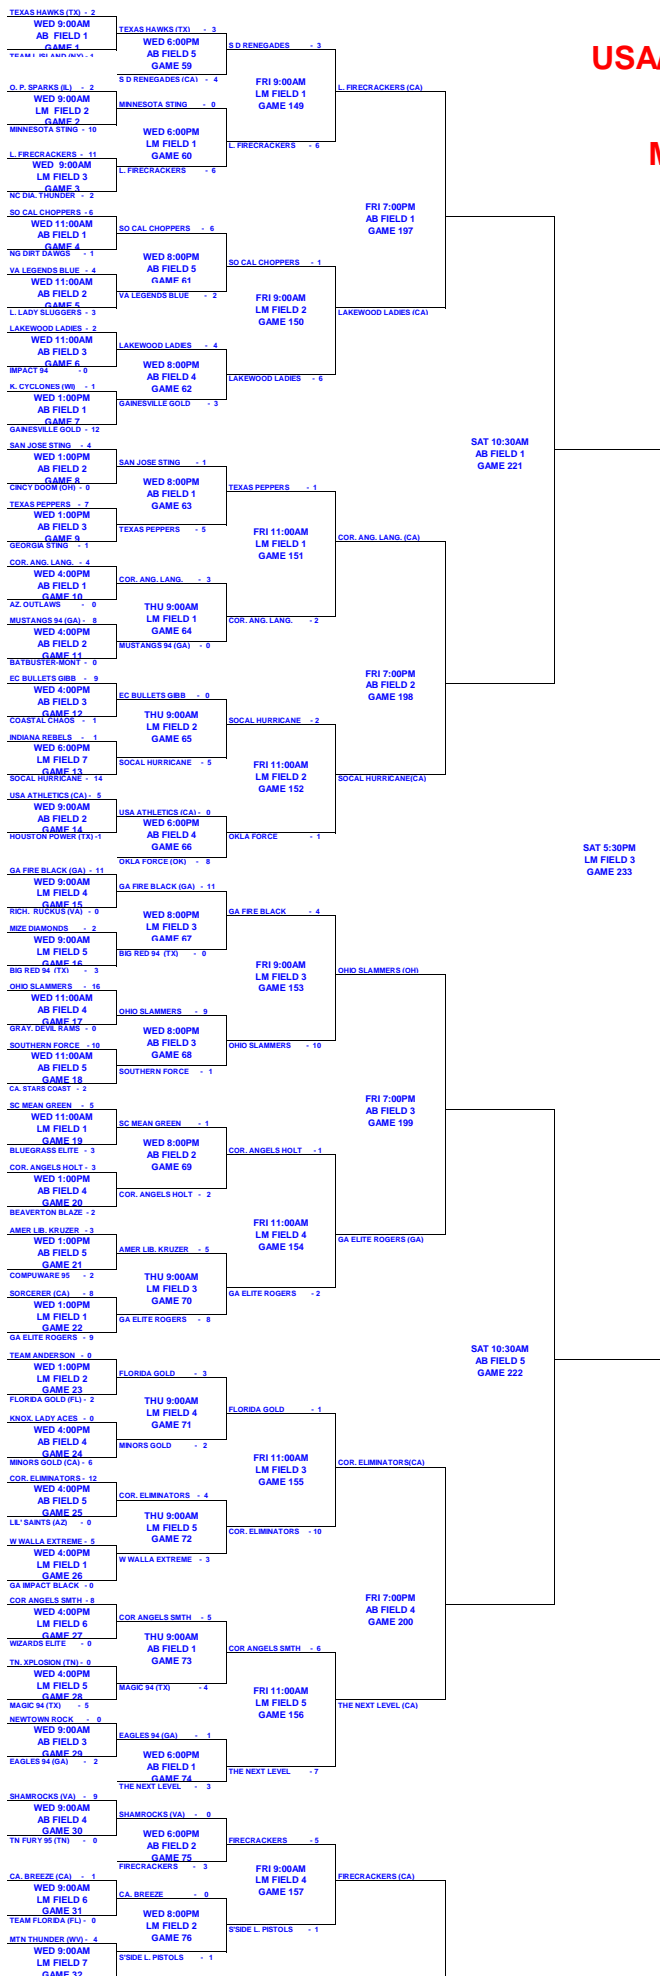 USA
M
TEXAS HAWKS (TX) - 2
WED 9:00AM
AB FIELD 1
GAME 1
TEAM L.ISLAND (NY) - 1
O. P. SPARKS (IL) - 2
WED 9:00AM
LM FIELD 2
GAME 2
MINNESOTA STING - 10
L. FIRECRACKERS - 11
WED 9:00AM
LM FIELD 3
GAME 3
NC DIA. THUNDER - 2
SO CAL CHOPPERS - 6
WED 11:00AM
AB FIELD 1
GAME 4
NG DIRT DAWGS - 1
VA LEGENDS BLUE - 4
WED 11:00AM
AB FIELD 2
GAME 5
L. LADY SLUGGERS - 3
LAKEWOOD LADIES - 2
WED 11:00AM
AB FIELD 3
GAME 6
IMPACT 94 - 0
K. CYCLONES (WI) - 1
WED 1:00PM
AB FIELD 1
GAME 7
GAINESVILLE GOLD - 12
SAN JOSE STING - 4
WED 1:00PM
AB FIELD 2
GAME 8
CINCY DOOM (OH) - 0
TEXAS PEPPERS - 7
WED 1:00PM
AB FIELD 3
GAME 9
GEORGIA STING - 1
COR. ANG. LANG. - 4
WED 4:00PM
AB FIELD 1
GAME 10
AZ. OUTLAWS - 0
MUSTANGS 94 (GA) - 8
WED 4:00PM
AB FIELD 2
GAME 11
BATBUSTER-MONT - 0
EC BULLETS GIBB - 9
WED 4:00PM
AB FIELD 3
GAME 12
COASTAL CHAOS - 1
INDIANA REBELS - 1
WED 6:00PM
LM FIELD 7
GAME 13
SOCAL HURRICANE - 14
USA ATHLETICS (CA) - 5
WED 9:00AM
AB FIELD 2
GAME 14
HOUSTON POWER (TX) -1
GA FIRE BLACK (GA) - 11
WED 9:00AM
LM FIELD 4
GAME 15
RICH. RUCKUS (VA) - 0
MIZE DIAMONDS - 2
WED 9:00AM
LM FIELD 5
GAME 16
BIG RED 94 (TX) - 3
OHIO SLAMMERS - 16
WED 11:00AM
AB FIELD 4
GAME 17
GRAY. DEVIL RAMS - 0
SOUTHERN FORCE - 10
WED 11:00AM
AB FIELD 5
GAME 18
CA. STARS COAST - 2
SC MEAN GREEN - 5
WED 11:00AM
LM FIELD 1
GAME 19
BLUEGRASS ELITE - 3
COR. ANGELS HOLT - 3
WED 1:00PM
AB FIELD 4
GAME 20
BEAVERTON BLAZE - 2
AMER LIB. KRUZER - 3
WED 1:00PM
AB FIELD 5
GAME 21
COMPUWARE 95 - 2
SORCERER (CA) - 8
WED 1:00PM
LM FIELD 1
GAME 22
GA ELITE ROGERS - 9
TEAM ANDERSON - 0
WED 1:00PM
LM FIELD 2
GAME 23
FLORIDA GOLD (FL) - 2
KNOX. LADY ACES - 0
WED 4:00PM
AB FIELD 4
GAME 24
MINORS GOLD (CA) - 6
COR. ELIMINATORS - 12
WED 4:00PM
AB FIELD 5
GAME 25
LIL' SAINTS (AZ) - 0
W WALLA EXTREME - 5
WED 4:00PM
LM FIELD 1
GAME 26
GA IMPACT BLACK - 0
COR ANGELS SMTH - 8
WED 4:00PM
LM FIELD 6
GAME 27
WIZARDS ELITE - 0
TN. XPLOSION (TN) - 0
WED 4:00PM
LM FIELD 5
GAME 28
MAGIC 94 (TX) - 5
NEWTOWN ROCK - 0
WED 9:00AM
AB FIELD 3
GAME 29
EAGLES 94 (GA) - 2
SHAMROCKS (VA) - 9
WED 9:00AM
AB FIELD 4
GAME 30
TN FURY 95 (TN) - 0
CA. BREEZE (CA) - 1
WED 9:00AM
LM FIELD 6
GAME 31
TEAM FLORIDA (FL) - 0
MTN THUNDER (WV) - 4
WED 9:00AM
LM FIELD 7
GAME 32
TEXAS HAWKS (TX) - 3
WED 6:00PM
AB FIELD 5
GAME 59
S D RENEGADES (CA) - 4
MINNESOTA STING - 0
WED 6:00PM
LM FIELD 1
GAME 60
L. FIRECRACKERS - 6
SO CAL CHOPPERS - 6
WED 8:00PM
AB FIELD 5
GAME 61
VA LEGENDS BLUE - 2
LAKEWOOD LADIES - 4
WED 8:00PM
AB FIELD 4
GAME 62
GAINESVILLE GOLD - 3
SAN JOSE STING - 1
WED 8:00PM
AB FIELD 1
GAME 63
TEXAS PEPPERS - 5
COR. ANG. LANG. - 3
THU 9:00AM
LM FIELD 1
GAME 64
MUSTANGS 94 (GA) - 0
EC BULLETS GIBB - 0
THU 9:00AM
LM FIELD 2
GAME 65
SOCAL HURRICANE - 5
USA ATHLETICS (CA) - 0
WED 6:00PM
AB FIELD 4
GAME 66
OKLA FORCE (OK) - 8
GA FIRE BLACK (GA) - 11
WED 8:00PM
LM FIELD 3
GAME 67
BIG RED 94 (TX) - 0
OHIO SLAMMERS - 9
WED 8:00PM
AB FIELD 3
GAME 68
SOUTHERN FORCE - 1
SC MEAN GREEN - 1
WED 8:00PM
AB FIELD 2
GAME 69
COR. ANGELS HOLT - 2
AMER LIB. KRUZER - 5
THU 9:00AM
LM FIELD 3
GAME 70
GA ELITE ROGERS - 8
FLORIDA GOLD - 3
THU 9:00AM
LM FIELD 4
GAME 71
MINORS GOLD - 2
COR. ELIMINATORS - 4
THU 9:00AM
LM FIELD 5
GAME 72
W WALLA EXTREME - 3
COR ANGELS SMTH - 5
THU 9:00AM
AB FIELD 1
GAME 73
MAGIC 94 (TX) - 4
EAGLES 94 (GA) - 1
WED 6:00PM
AB FIELD 1
GAME 74
THE NEXT LEVEL - 3
SHAMROCKS (VA) - 0
WED 6:00PM
AB FIELD 2
GAME 75
FIRECRACKERS - 3
CA. BREEZE - 0
WED 8:00PM
LM FIELD 2
GAME 76
S'SIDE L. PISTOLS - 1
S D RENEGADES - 3
FRI 9:00AM
LM FIELD 1
GAME 149
L. FIRECRACKERS - 6
SO CAL CHOPPERS - 1
FRI 9:00AM
LM FIELD 2
GAME 150
LAKEWOOD LADIES - 6
TEXAS PEPPERS - 1
FRI 11:00AM
LM FIELD 1
GAME 151
COR. ANG. LANG. - 2
SOCAL HURRICANE - 2
FRI 11:00AM
LM FIELD 2
GAME 152
OKLA FORCE - 1
GA FIRE BLACK - 4
FRI 9:00AM
LM FIELD 3
GAME 153
OHIO SLAMMERS - 10
COR. ANGELS HOLT - 1
FRI 11:00AM
LM FIELD 4
GAME 154
GA ELITE ROGERS - 2
FLORIDA GOLD - 1
FRI 11:00AM
LM FIELD 3
GAME 155
COR. ELIMINATORS - 10
COR ANGELS SMTH - 6
FRI 11:00AM
LM FIELD 5
GAME 156
THE NEXT LEVEL - 7
FIRECRACKERS - 5
FRI 9:00AM
LM FIELD 4
GAME 157
S'SIDE L. PISTOLS - 1
L. FIRECRACKERS (CA)
FRI 7:00PM
AB FIELD 1
GAME 197
LAKEWOOD LADIES (CA)
COR. ANG. LANG. (CA)
FRI 7:00PM
AB FIELD 2
GAME 198
SOCAL HURRICANE(CA)
OHIO SLAMMERS (OH)
FRI 7:00PM
AB FIELD 3
GAME 199
GA ELITE ROGERS (GA)
COR. ELIMINATORS(CA)
FRI 7:00PM
AB FIELD 4
GAME 200
THE NEXT LEVEL (CA)
FIRECRACKERS (CA)
SAT 10:30AM
AB FIELD 1
GAME 221
SAT 10:30AM
AB FIELD 5
GAME 222
SAT 5:30PM
LM FIELD 3
GAME 233